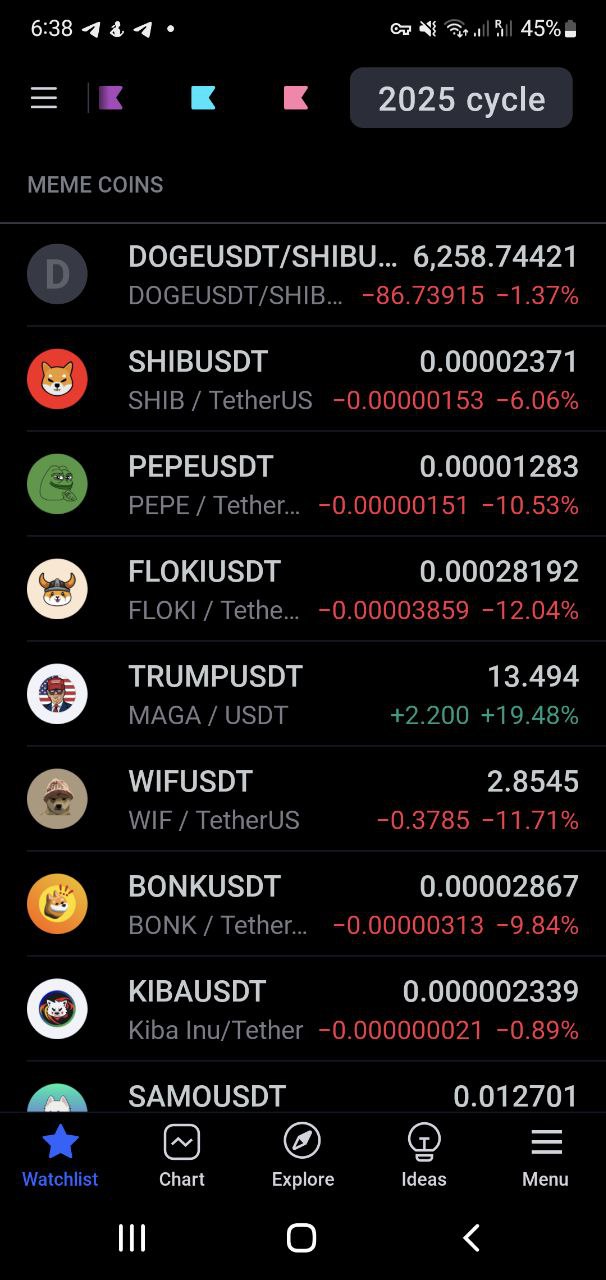 6:38 45%
2025 cycle
MEME COINS
D
DOGEUSDT/SHIBU... 6,258.74421
DOGEUSDT/SHIB... −86.73915 −1.37%
SHIBUSDT 0.00002371
SHIB / TetherUS −0.00000153 −6.06%
PEPEUSDT 0.00001283
PEPE / Tether... −0.00000151 −10.53%
FLOKIUSDT 0.00028192
FLOKI / Tethe... −0.00003859 −12.04%
TRUMPUSDT 13.494
MAGA / USDT +2.200 +19.48%
WIFUSDT 2.8545
WIF / TetherUS −0.3785 −11.71%
BONKUSDT 0.00002867
BONK / Tether... −0.00000313 −9.84%
KIBAUSDT 0.000002339
Kiba Inu/Tether −0.000000021 −0.89%
SAMOUSDT 0.012701
Watchlist Chart Explore Ideas Menu